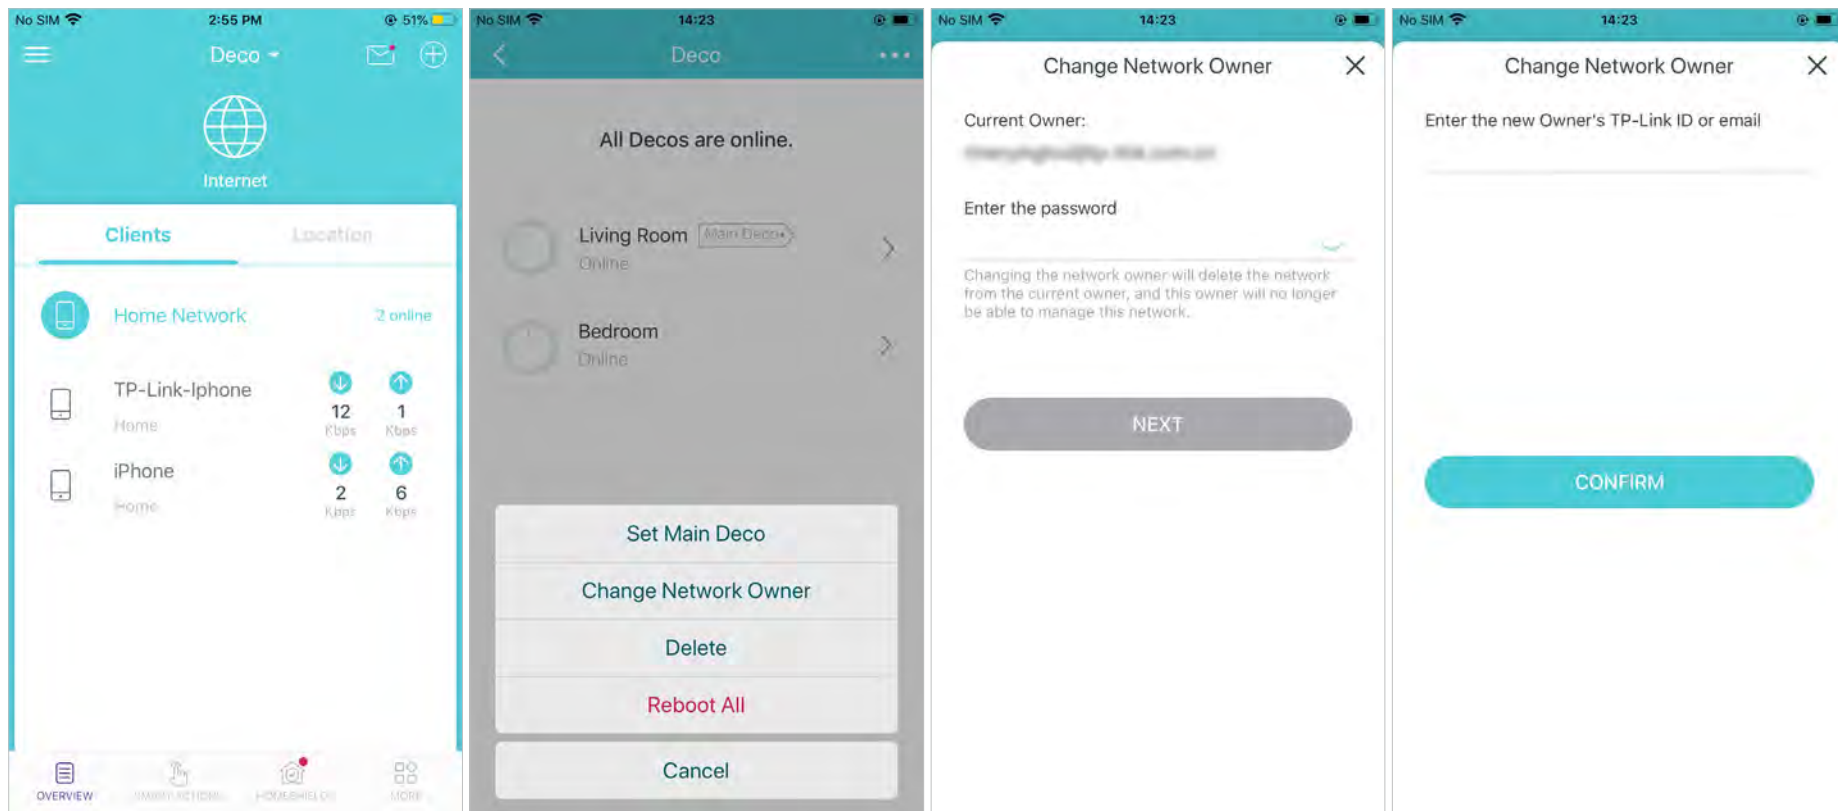 No SIM 2:55 PM 51%
Deco
Internet
Clients Location
Home Network 2 online
TP-Link-Iphone
Home
12 1
Kbps Kbps
iPhone
Home
2 6
Kbps Kbps
OVERVIEW HOMESHIELD MORE
No SIM 14:23
Deco
All Decos are online.
Living Room Main Deco
Online
Bedroom
Online
Set Main Deco
Change Network Owner
Delete
Reboot All
Cancel
No SIM 14:23
Change Network Owner
Current Owner:
Enter the password
Changing the network owner will delete the network
from the current owner, and this owner will no longer
be able to manage this network.
NEXT
No SIM 14:23
Change Network Owner
Enter the new Owner's TP-Link ID or email
CONFIRM